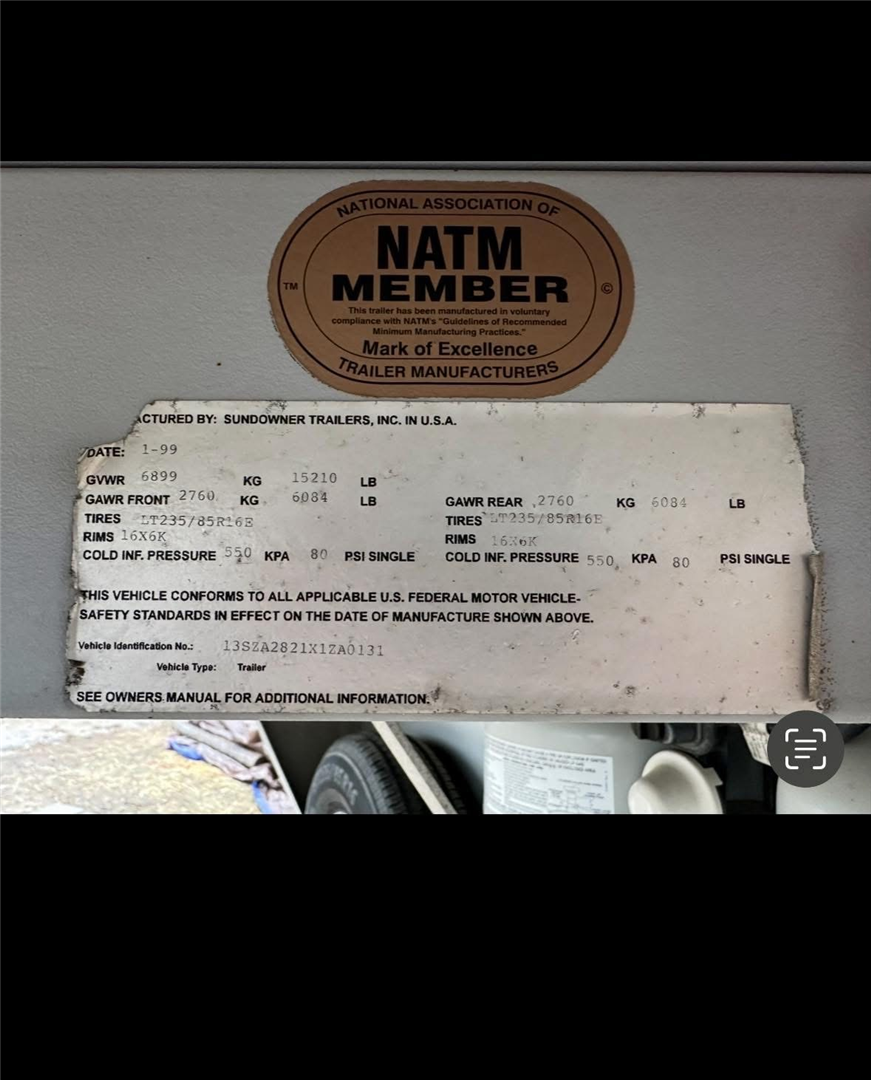 NATIONAL ASSOCIATION OF
NATM
TM MEMBER ©
This trailer has been manufactured in voluntary
compliance with NATM's "Guidelines of Recommended
Minimum Manufacturing Practices."
Mark of Excellence
TRAILER MANUFACTURERS
ACTURED BY: SUNDOWNER TRAILERS, INC. IN U.S.A.
DATE: 1-99
GVWR 6899 KG 15210 LB
GAWR FRONT 2760 KG 6084 LB GAWR REAR 2760 KG 6084 LB
TIRES LT235/85R16E TIRES LT235/85R16E
RIMS 16X6K RIMS 16X6K
COLD INF. PRESSURE 550 KPA 80 PSI SINGLE COLD INF. PRESSURE 550 KPA 80 PSI SINGLE
THIS VEHICLE CONFORMS TO ALL APPLICABLE U.S. FEDERAL MOTOR VEHICLE-
SAFETY STANDARDS IN EFFECT ON THE DATE OF MANUFACTURE SHOWN ABOVE.
Vehicle Identification No.: 13SZA2821X1ZA0131
Vehicle Type: Trailer
SEE OWNERS MANUAL FOR ADDITIONAL INFORMATION.